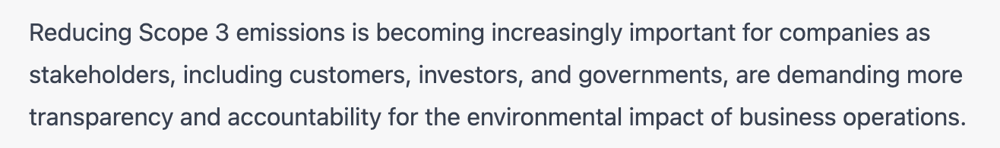 Reducing Scope 3 emissions is becoming increasingly important for companies as
stakeholders, including customers, investors, and governments, are demanding more
transparency and accountability for the environmental impact of business operations.